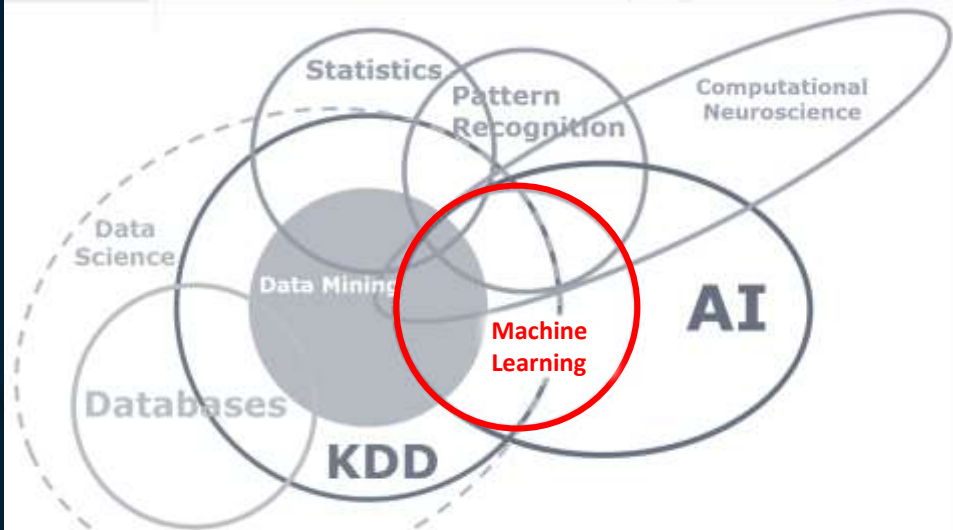 Statistics
Pattern
Recognition
Computational
Neuroscience
Data
Science
Data Mining
AI
Machine
Learning
Databases
KDD